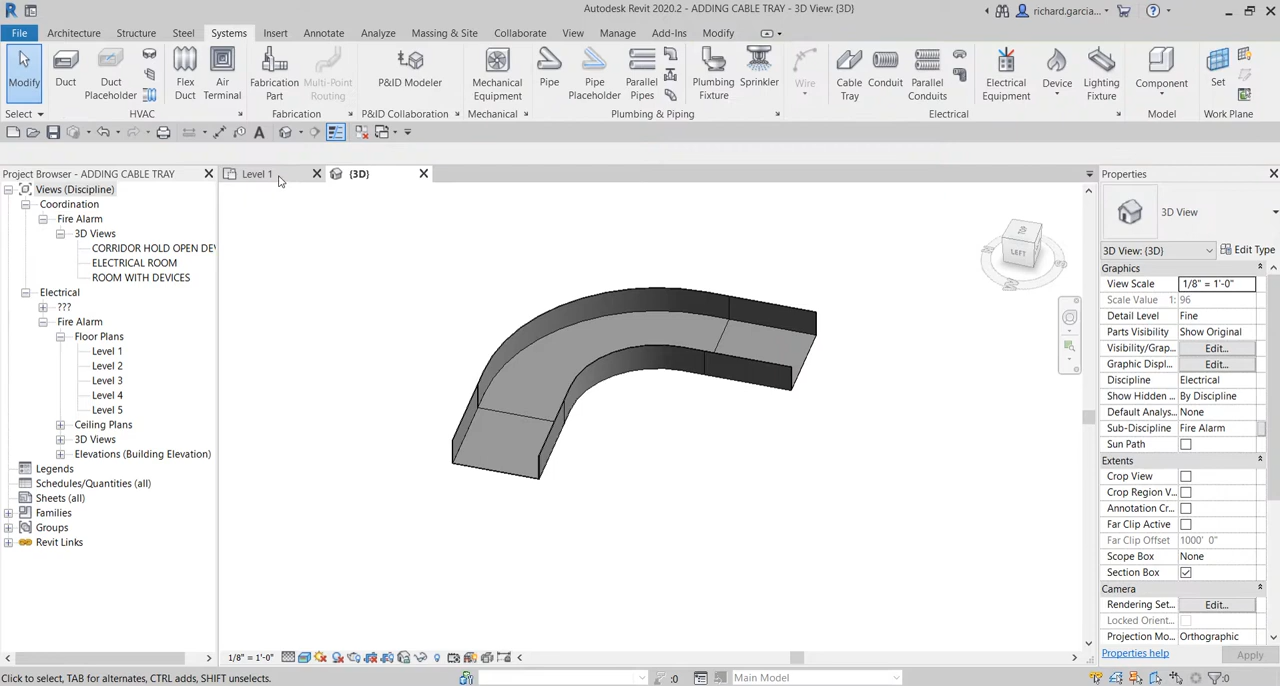 Autodesk Revit 2020.2 - ADDING CABLE TRAY - 3D View: {3D}
richard.garcia...
File Architecture Structure Steel Systems Insert Annotate Analyze Massing & Site Collaborate View Manage Add-Ins Modify
Modify
Duct
Duct Placeholder
Flex Duct
Air Terminal
Fabrication Part
Multi-Point Routing
P&ID Modeler
Mechanical Equipment
Pipe
Pipe Placeholder
Parallel Pipes
Plumbing Fixture
Sprinkler
Wire
Cable Tray
Conduit
Parallel Conduits
Electrical Equipment
Device
Lighting Fixture
Component
Set
Select HVAC Fabrication P&ID Collaboration Mechanical Plumbing & Piping Electrical Model Work Plane
Project Browser - ADDING CABLE TRAY
Views (Discipline)
Coordination
Fire Alarm
3D Views
CORRIDOR HOLD OPEN DEV
ELECTRICAL ROOM
ROOM WITH DEVICES
Electrical
???
Fire Alarm
Floor Plans
Level 1
Level 2
Level 3
Level 4
Level 5
Ceiling Plans
3D Views
Elevations (Building Elevation)
Legends
Schedules/Quantities (all)
Sheets (all)
Families
Groups
Revit Links
Level 1
{3D}
LEFT
Properties
3D View
3D View: {3D} Edit Type
Graphics
View Scale 1/8" = 1'-0"
Scale Value 1: 96
Detail Level Fine
Parts Visibility Show Original
Visibility/Grap... Edit...
Graphic Displ... Edit...
Discipline Electrical
Show Hidden ... By Discipline
Default Analys... None
Sub-Discipline Fire Alarm
Sun Path
Extents
Crop View
Crop Region V...
Annotation Cr...
Far Clip Active
Far Clip Offset 1000' 0"
Scope Box None
Section Box
Camera
Rendering Set... Edit...
Locked Orient...
Projection Mo... Orthographic
Properties help Apply
1/8" = 1'-0"
Click to select, TAB for alternates, CTRL adds, SHIFT unselects. :0 Main Model :0